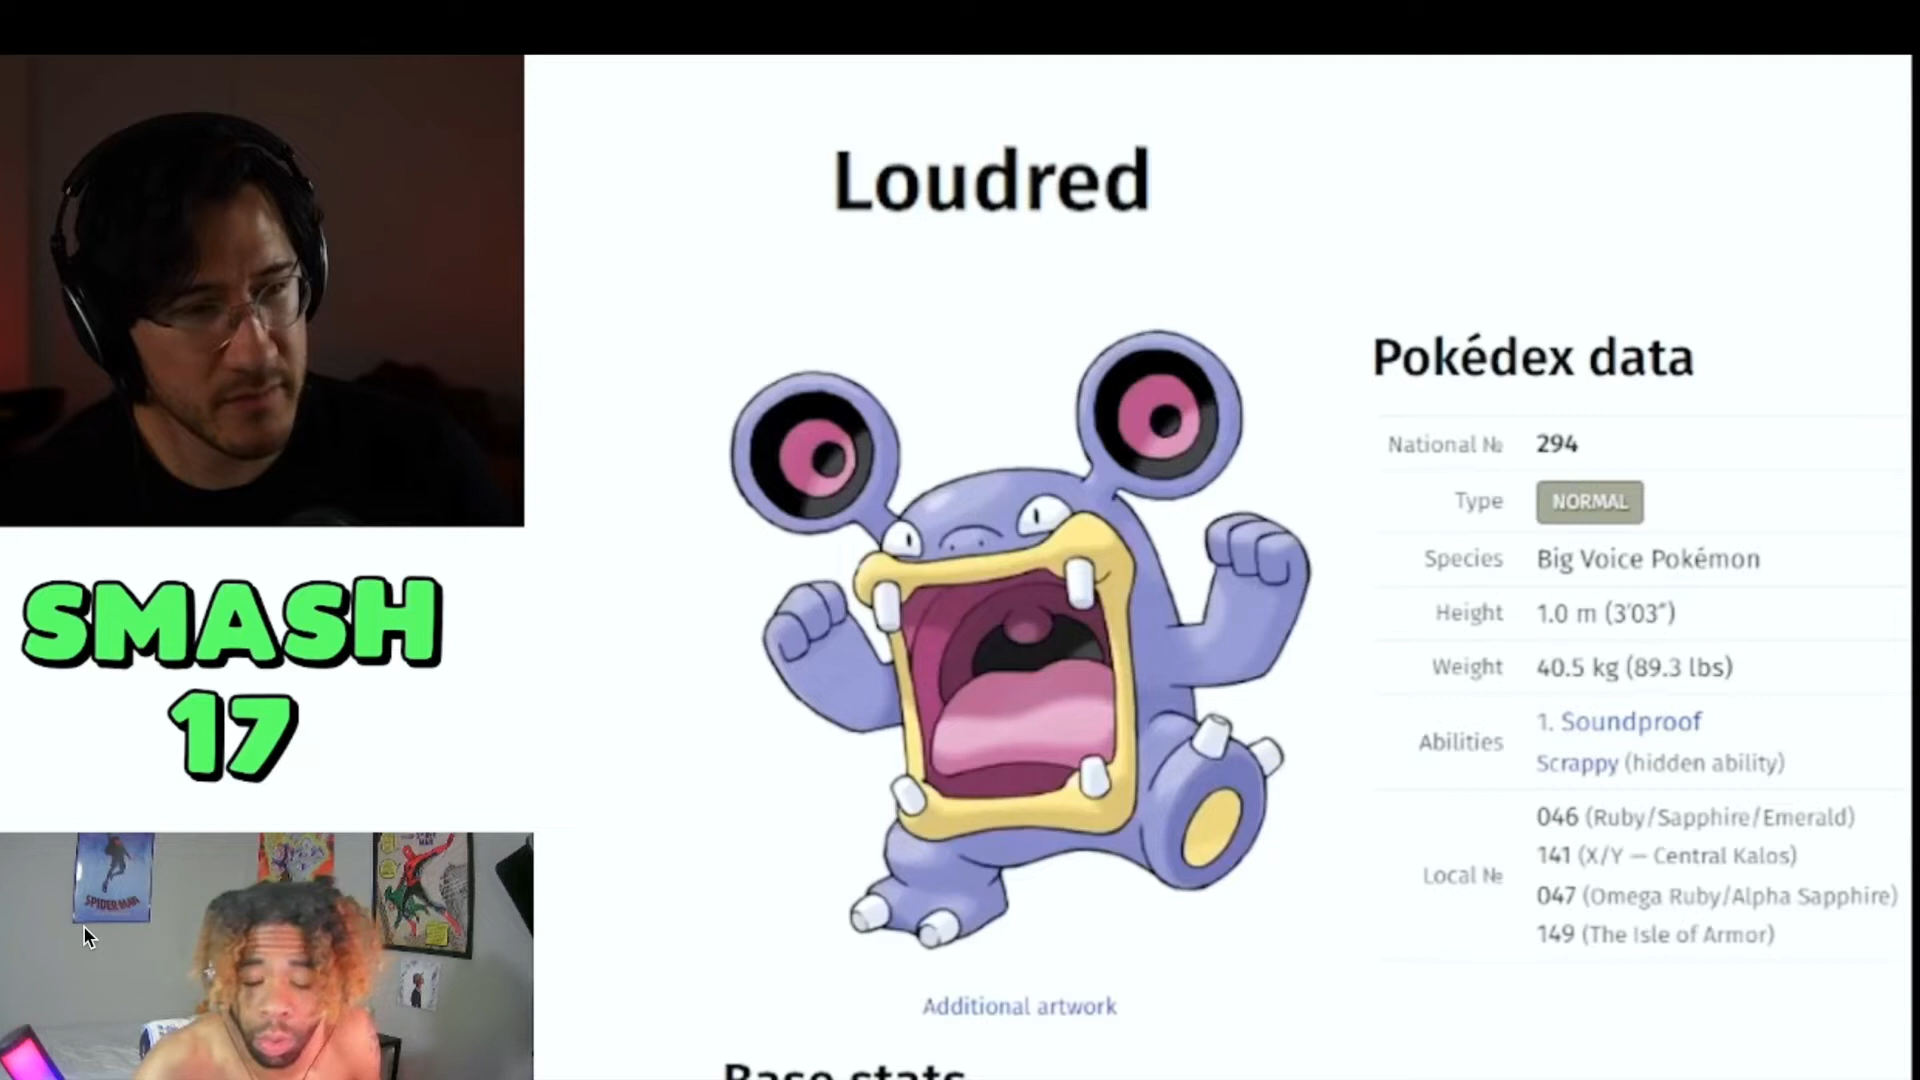 Loudred
SMASH
17
Pokédex data
National № 294
Type NORMAL
Species Big Voice Pokémon
Height 1.0 m (3′03″)
Weight 40.5 kg (89.3 lbs)
Abilities 1. Soundproof
Scrappy (hidden ability)
Local № 046 (Ruby/Sapphire/Emerald)
141 (X/Y — Central Kalos)
047 (Omega Ruby/Alpha Sapphire)
149 (The Isle of Armor)
Additional artwork
Base stats
SPIDER-MAN